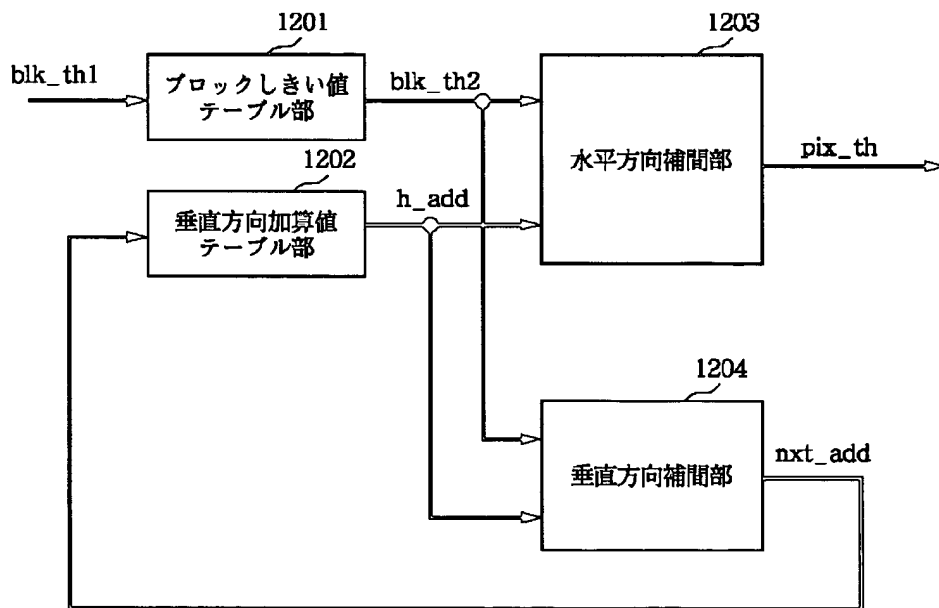 1201
1203
blk_th1
ブロックしきい値
テーブル部
blk_th2
1202
水平方向補間部
pix_th
垂直方向加算値
テーブル部
h_add
1204
垂直方向補間部
nxt_add